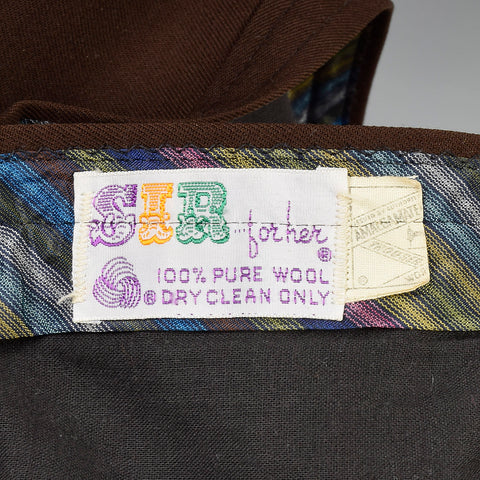 SIR
...for her ®
100% PURE WOOL
® DRY CLEAN ONLY